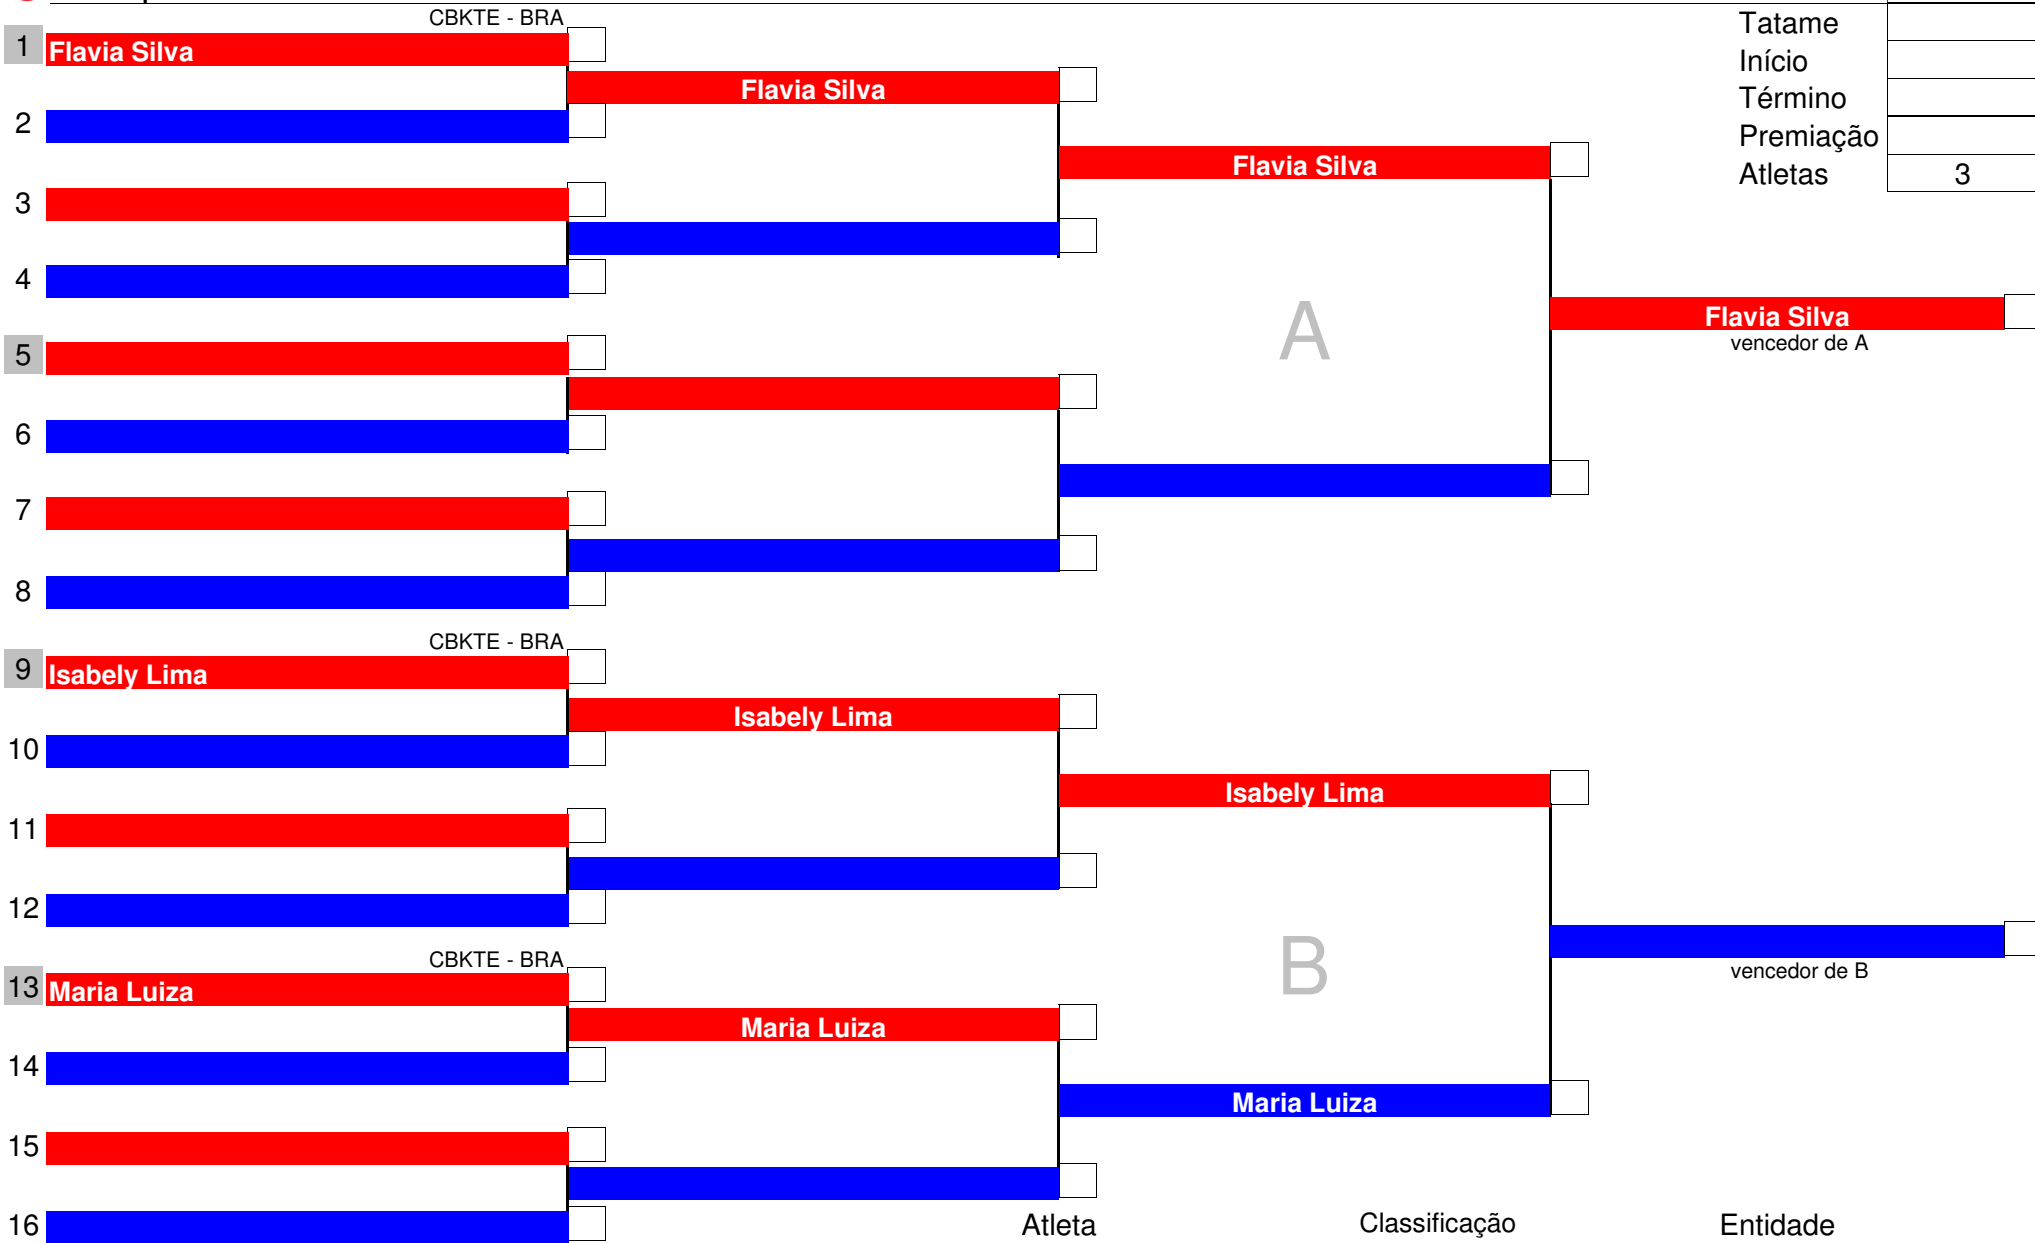 CBKTE - BRA
Tatame
1 Flavia Silva
Início
Flavia Silva
Término
2
Premiação
Flavia Silva
Atletas 3
3
4
A
Flavia Silva
vencedor de A
5
6
7
8
CBKTE - BRA
9 Isabely Lima
Isabely Lima
10
Isabely Lima
11
12
B
CBKTE - BRA
vencedor de B
13 Maria Luiza
Maria Luiza
14
Maria Luiza
15
16
Atleta Classificação Entidade